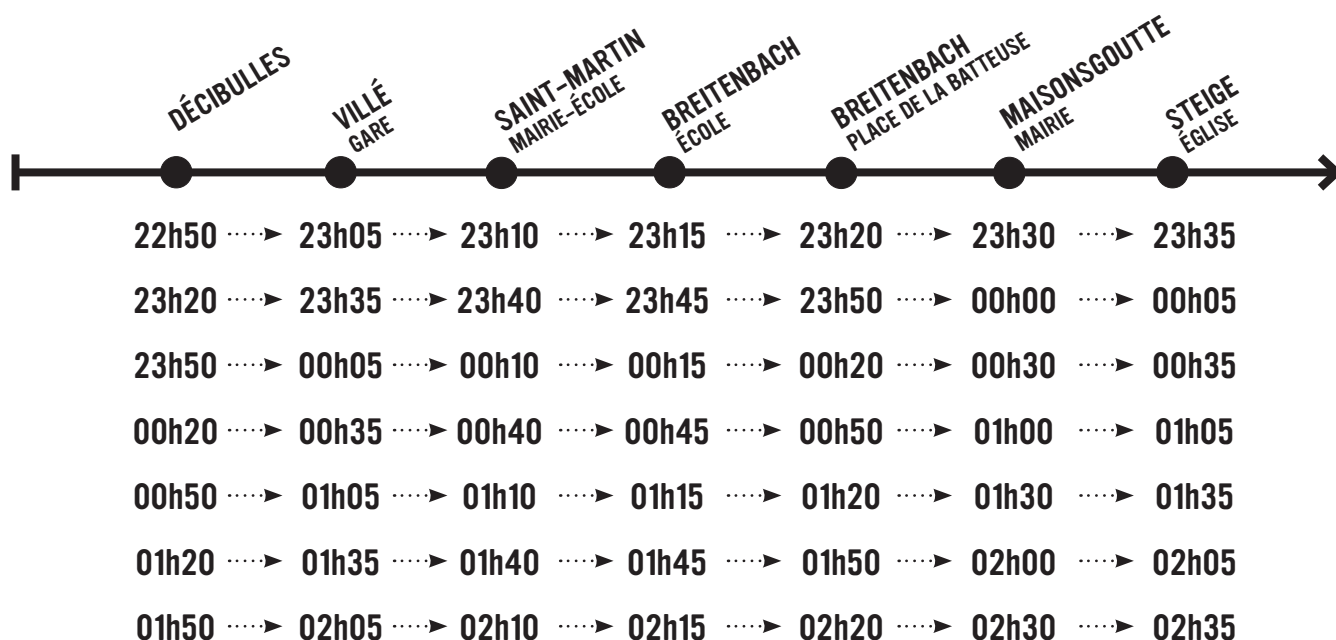 DÉCIBULLES
VILLÉ
GARE
SAINT-MARTIN
MAIRIE-ÉCOLE
BREITENBACH
ÉCOLE
BREITENBACH
PLACE DE LA BATTEUSE
MAISONSGOUTTE
MAIRIE
STEIGE
ÉGLISE
22h50 23h05 23h10 23h15 23h20 23h30 23h35
23h20 23h35 23h40 23h45 23h50 00h00 00h05
23h50 00h05 00h10 00h15 00h20 00h30 00h35
00h20 00h35 00h40 00h45 00h50 01h00 01h05
00h50 01h05 01h10 01h15 01h20 01h30 01h35
01h20 01h35 01h40 01h45 01h50 02h00 02h05
01h50 02h05 02h10 02h15 02h20 02h30 02h35